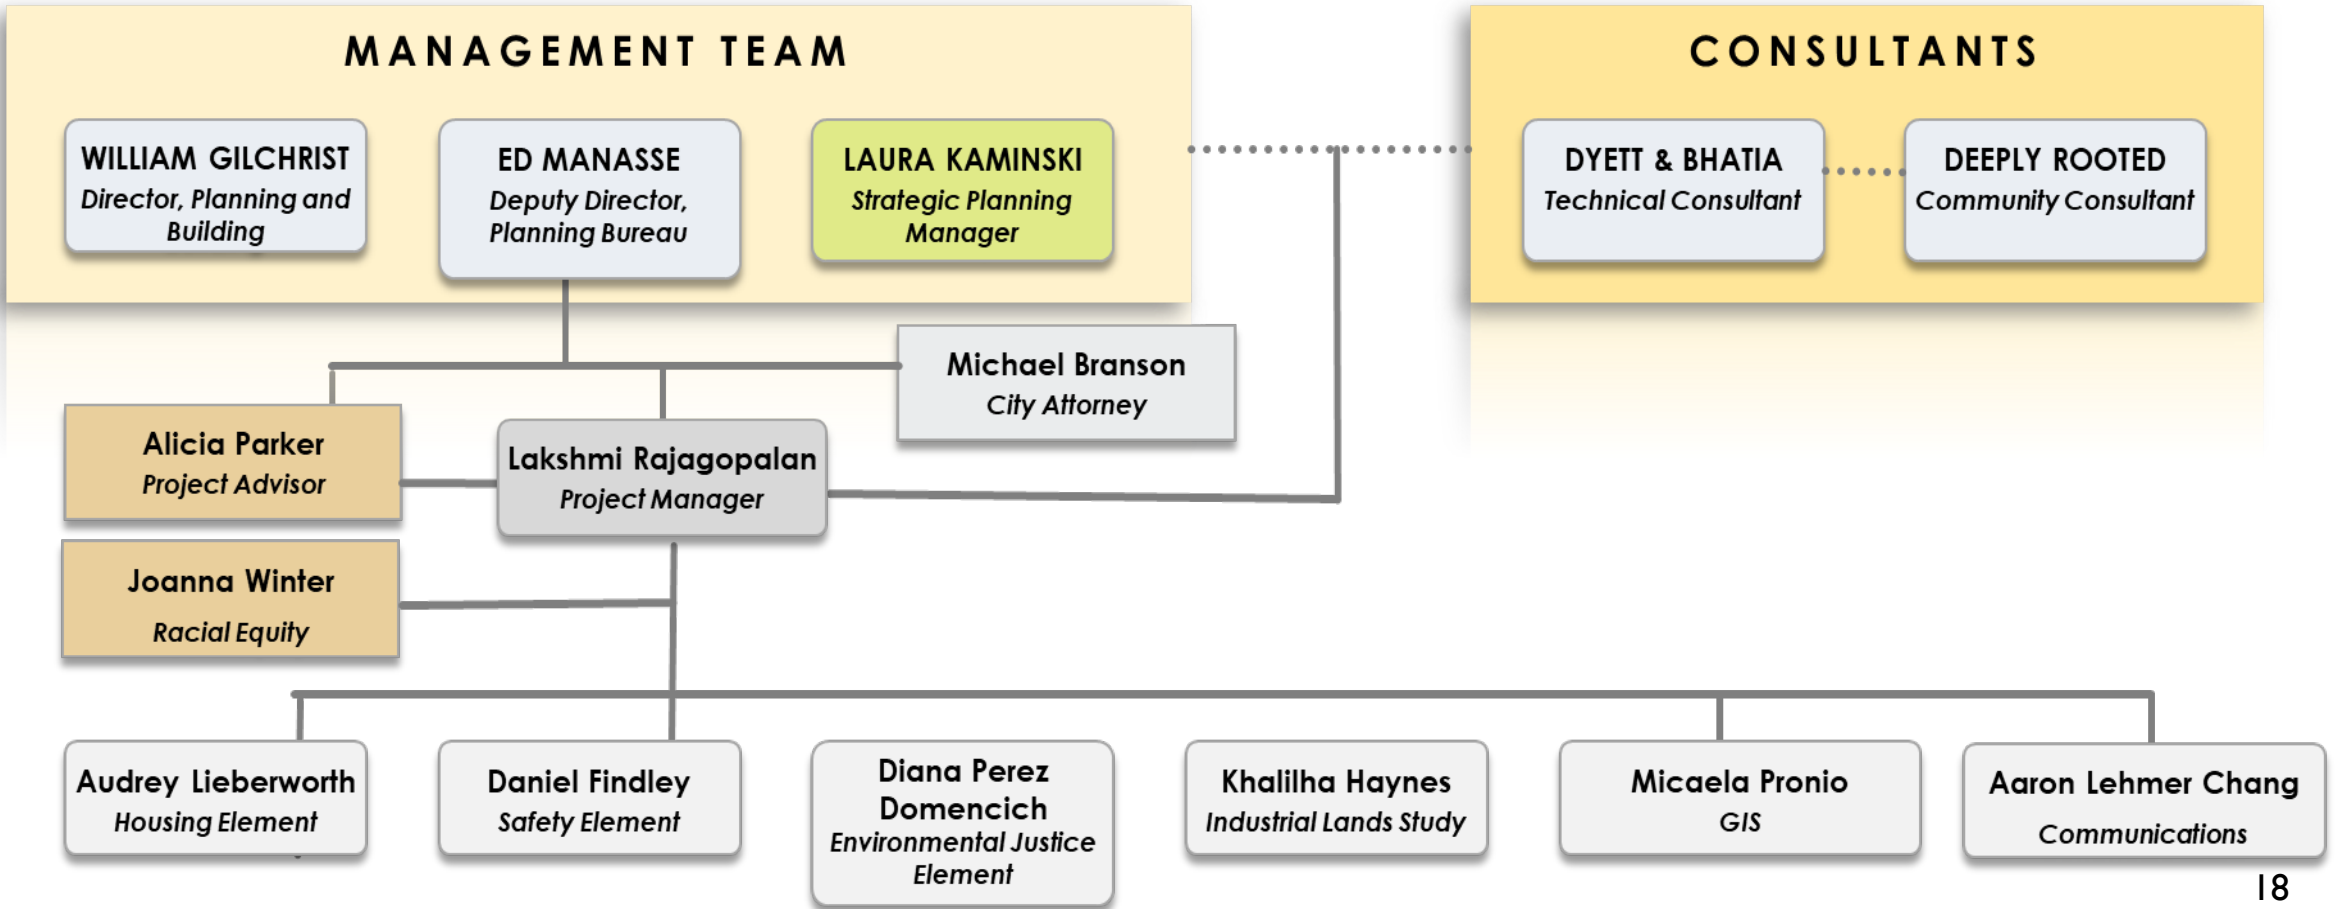 MANAGEMENT TEAM
WILLIAM GILCHRIST
Director, Planning and
Building
ED MANASSE
Deputy Director,
Planning Bureau
LAURA KAMINSKI
Strategic Planning
Manager
CONSULTANTS
DYETT & BHATIA
Technical Consultant
DEEPLY ROOTED
Community Consultant
Michael Branson
City Attorney
Alicia Parker
Project Advisor
Lakshmi Rajagopalan
Project Manager
Joanna Winter
Racial Equity
Audrey Lieberworth
Housing Element
Daniel Findley
Safety Element
Diana Perez
Domencich
Environmental Justice
Element
Khalilha Haynes
Industrial Lands Study
Micaela Pronio
GIS
Aaron Lehmer Chang
Communications
18